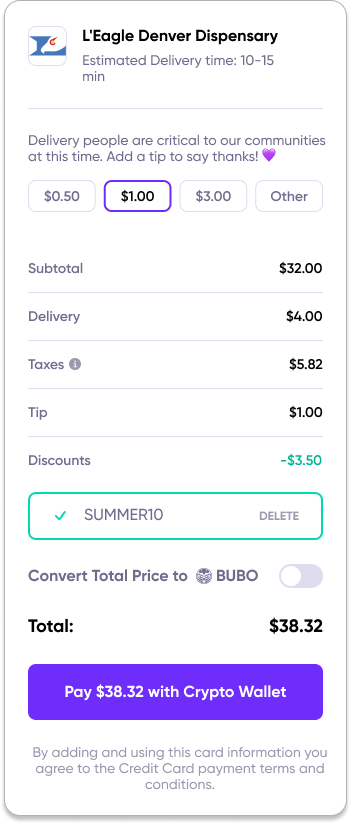 L'Eagle Denver Dispensary
Estimated Delivery time: 10-15
min
Delivery people are critical to our communities
at this time. Add a tip to say thanks! 💜
$0.50 $1.00 $3.00 Other
Subtotal $32.00
Delivery $4.00
Taxes $5.82
Tip $1.00
Discounts -$3.50
SUMMER10 DELETE
Convert Total Price to BUBO
Total: $38.32
Pay $38.32 with Crypto Wallet
By adding and using this card information you
agree to the Credit Card payment terms and
conditions.